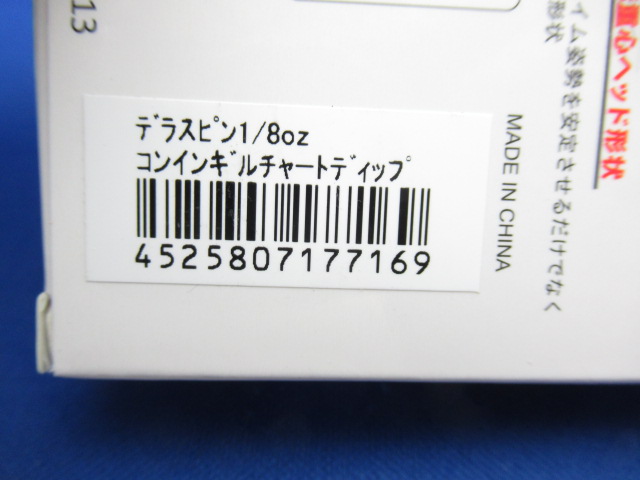 13
デラスピン1/8oz
コンインギルチャートディップ
4525807177169
MADE IN CHINA
重心ヘッド形状
イム姿勢を安定させるだけでなく
形状